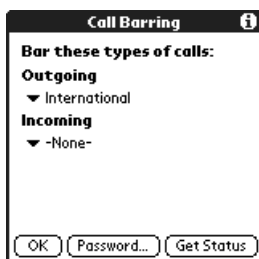 Call Barring
Bar these types of calls:
Outgoing
International
Incoming
-None-
OK Password... Get Status